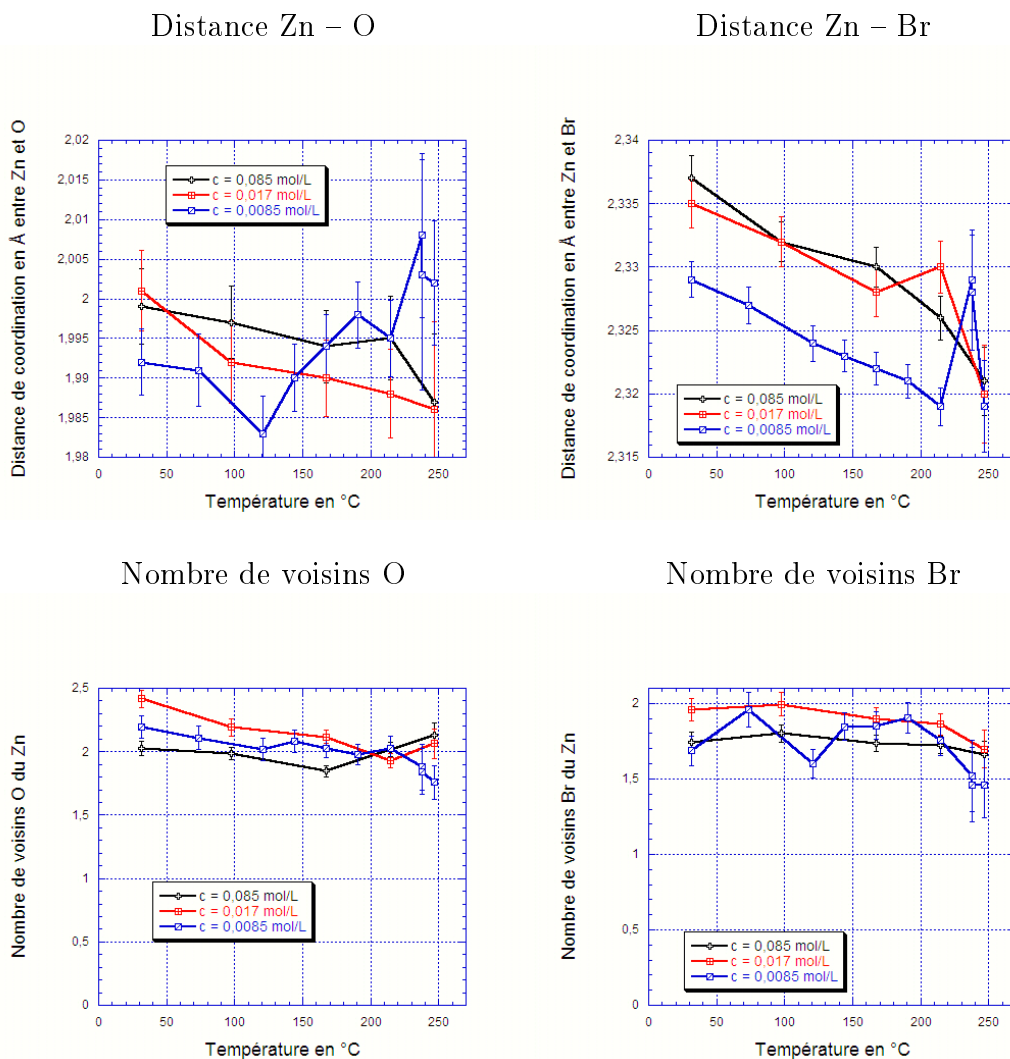 Distance Zn – O
Distance de coordination en Å entre Zn et O
2,02
2,015
2,01
2,005
2
1,995
1,99
1,985
1,98
c = 0,085 mol/L
c = 0,017 mol/L
c = 0,0085 mol/L
0 50 100 150 200 250
Température en °C
Distance Zn – Br
Distance de coordination en Å entre Zn et Br
2,34
2,335
2,33
2,325
2,32
2,315
c = 0,085 mol/L
c = 0,017 mol/L
c = 0,0085 mol/L
0 50 100 150 200 250
Température en °C
Nombre de voisins O
Nombre de voisins O du Zn
2,5
2
1,5
1
0,5
0
c = 0,085 mol/L
c = 0,017 mol/L
c = 0,0085 mol/L
0 50 100 150 200 250
Température en °C
Nombre de voisins Br
Nombre de voisins Br du Zn
2
1,5
1
0,5
0
c = 0,085 mol/L
c = 0,017 mol/L
c = 0,0085 mol/L
0 50 100 150 200 250
Température en °C